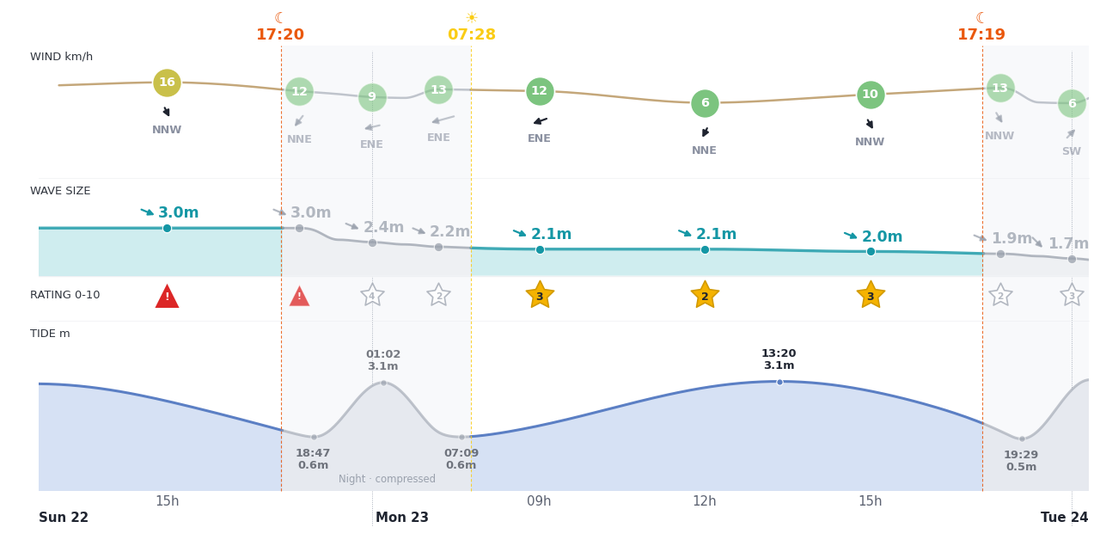 17:20
07:28
17:19
WIND km/h
16
12
9
13
12
6
10
13
6
NNW
NNE
ENE
ENE
ENE
NNE
NNW
NNW
SW
WAVE SIZE
3.0m
3.0m
2.4m
2.2m
2.1m
2.1m
2.0m
1.9m
1.7m
RATING 0-10
!
!
4
2
3
2
3
2
3
TIDE m
01:02
3.1m
13:20
3.1m
18:47
0.6m
07:09
0.6m
19:29
0.5m
Night · compressed
15h
09h
12h
15h
Sun 22
Mon 23
Tue 24